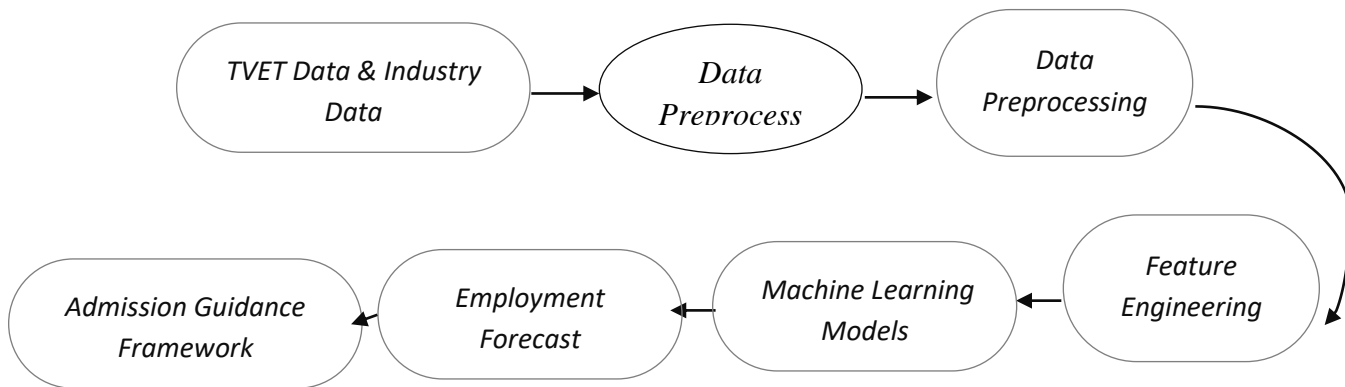 TVET Data & Industry
Data
Data
Preprocess
Data
Preprocessing
Feature
Engineering
Machine Learning
Models
Employment
Forecast
Admission Guidance
Framework